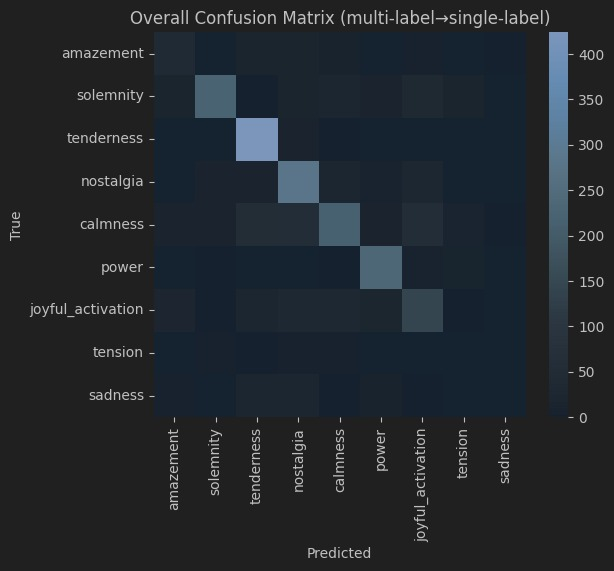 Overall Confusion Matrix (multi-label→single-label)
True
amazement
solemnity
tenderness
nostalgia
calmness
power
joyful_activation
tension
sadness
amazement
solemnity
tenderness
nostalgia
calmness
power
joyful_activation
tension
sadness
Predicted
400
350
300
250
200
150
100
50
0